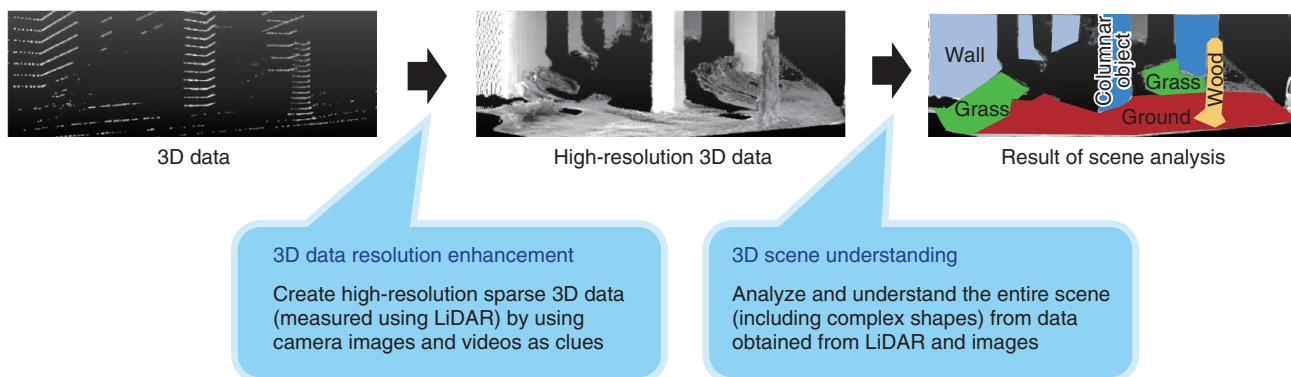 Wall
Grass
Columnnar
object
Grass
Wood
Ground
3D data
High-resolution 3D data
Result of scene analysis
3D data resolution enhancement
Create high-resolution sparse 3D data
(measured using LiDAR) by using
camera images and videos as clues
3D scene understanding
Analyze and understand the entire scene
(including complex shapes) from data
obtained from LiDAR and images